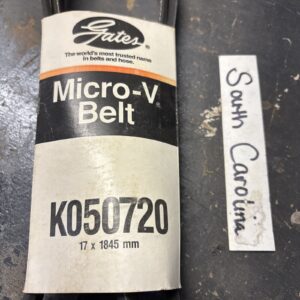 Gates®
The world's most trusted name
in belts and hose.
Micro-V®
Belt
K050720
17 x 1845 mm
South Carolina